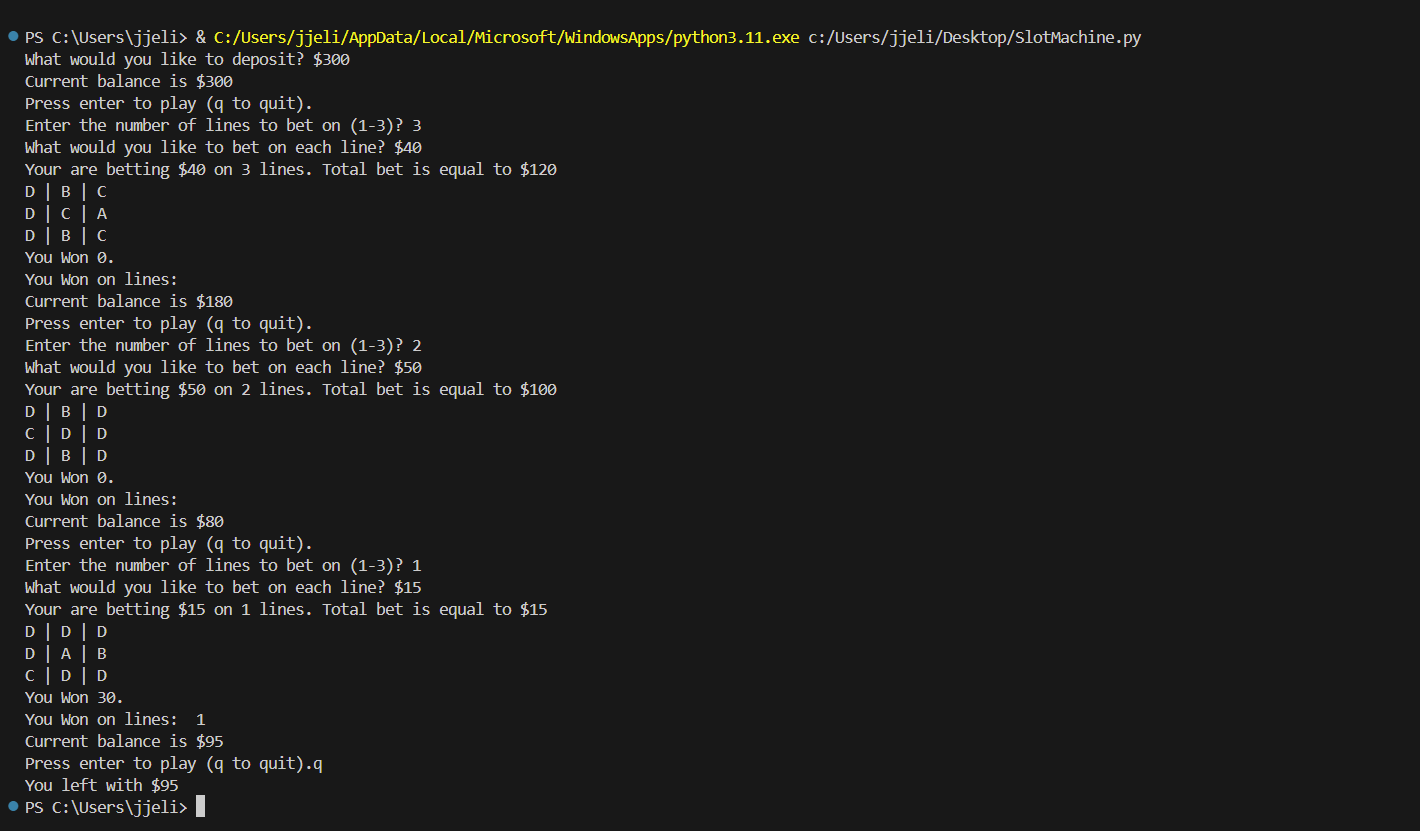 PS C:\Users\jjeli> & C:/Users/jjeli/AppData/Local/Microsoft/WindowsApps/python3.11.exe c:/Users/jjeli/Desktop/SlotMachine.py
What would you like to deposit? $300
Current balance is $300
Press enter to play (q to quit).
Enter the number of lines to bet on (1-3)? 3
What would you like to bet on each line? $40
Your are betting $40 on 3 lines. Total bet is equal to $120
D | B | C
D | C | A
D | B | C
You Won 0.
You Won on lines:
Current balance is $180
Press enter to play (q to quit).
Enter the number of lines to bet on (1-3)? 2
What would you like to bet on each line? $50
Your are betting $50 on 2 lines. Total bet is equal to $100
D | B | D
C | D | D
D | B | D
You Won 0.
You Won on lines:
Current balance is $80
Press enter to play (q to quit).
Enter the number of lines to bet on (1-3)? 1
What would you like to bet on each line? $15
Your are betting $15 on 1 lines. Total bet is equal to $15
D | D | D
D | A | B
C | D | D
You Won 30.
You Won on lines:  1
Current balance is $95
Press enter to play (q to quit).q
You left with $95
PS C:\Users\jjeli>